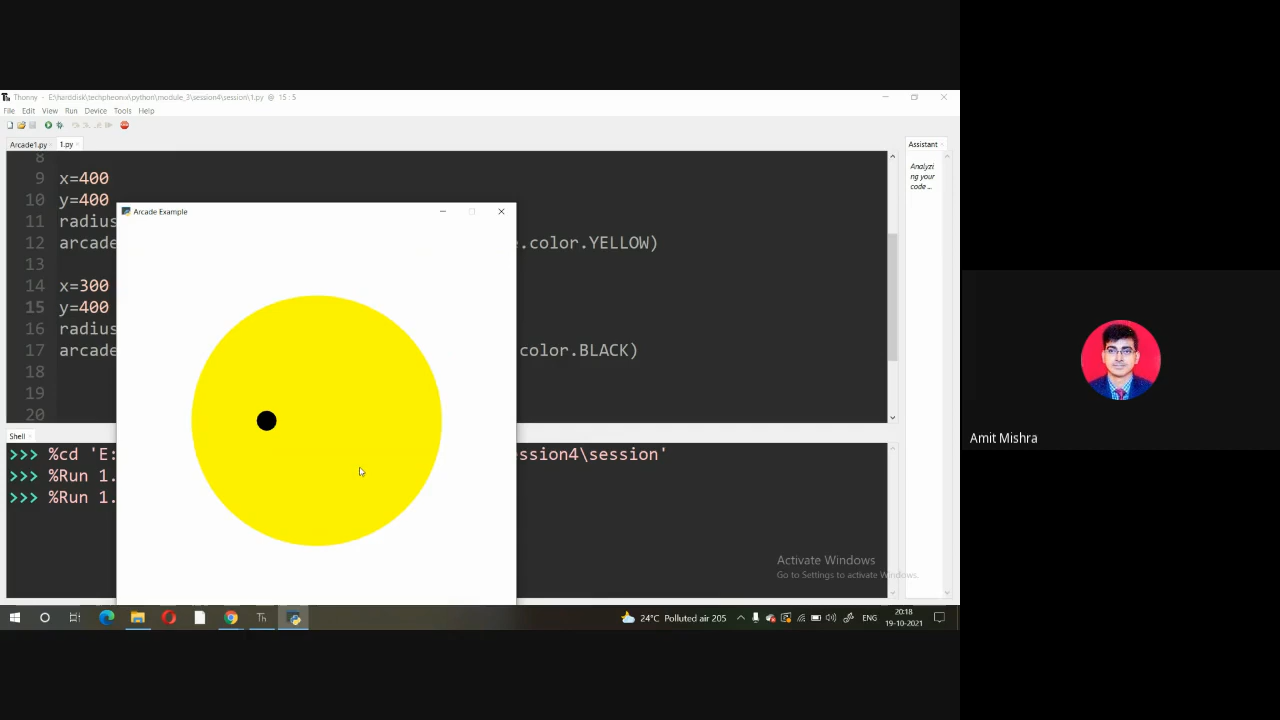 Th Thonny - E:\harddisk\techpheonix\python\module_3\session4\session\1.py @ 15 : 5
File Edit View Run Device Tools Help
Arcade1.py 1.py
Assistant
8
9 x=400
10 y=400
11 radius
12 arcade
.color.YELLOW)
13
14 x=300
15 y=400
16 radius
17 arcade
color.BLACK)
18
19
20
Analyzi
ng your
code ...
Arcade Example
Shell
>>> %cd 'E:
ssion4\session'
>>> %Run 1.
>>> %Run 1.
Activate Windows
Go to Settings to activate Windows.
Th
24°C Polluted air 205
ENG
20:18
19-10-2021
Amit Mishra